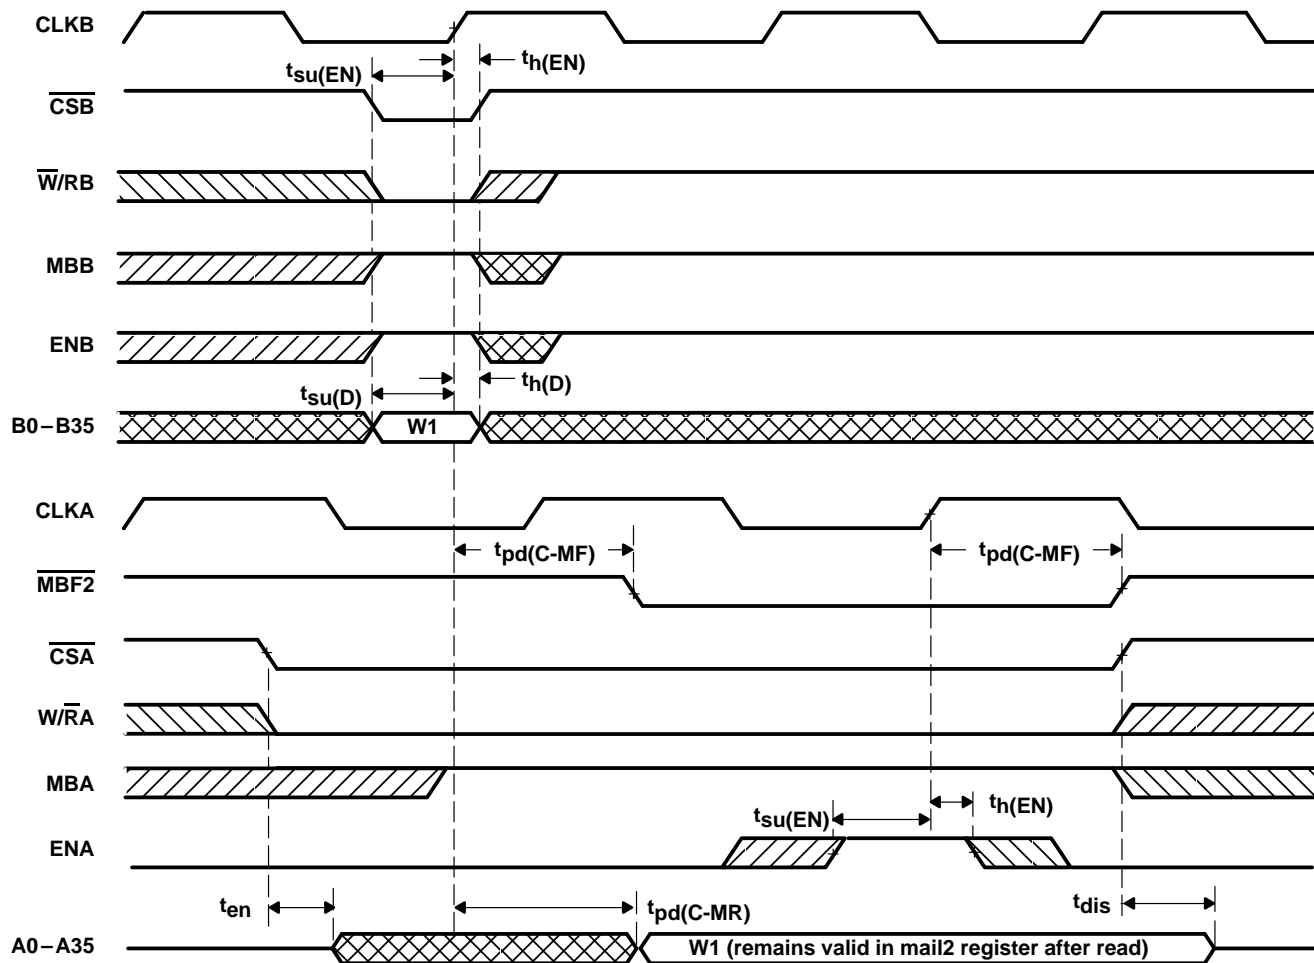 CLKB
th(EN)
tsu(EN)
CSB
W/RB
MBB
ENB
th(D)
tsu(D)
B0–B35
W1
CLKA
tpd(C-MF)
tpd(C-MF)
MBF2
CSA
W/RA
MBA
th(EN)
tsu(EN)
ENA
ten
tpd(C-MR)
tdis
A0–A35
W1 (remains valid in mail2 register after read)